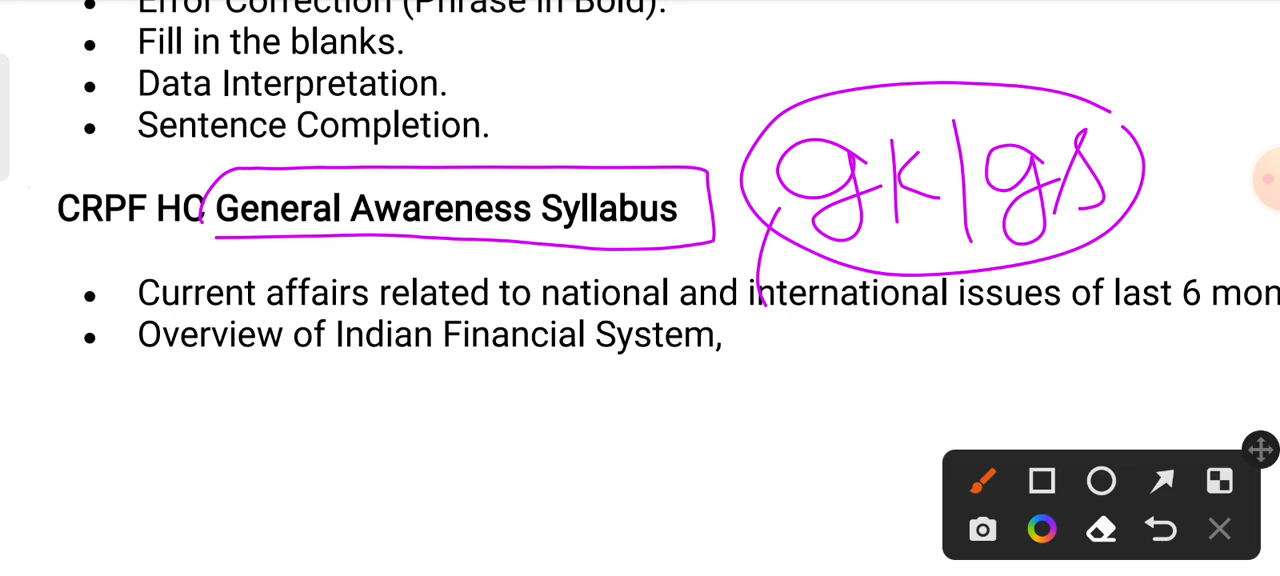 Error Correction (Phrase in Bold).
Fill in the blanks.
Data Interpretation.
Sentence Completion.
gk|gs
CRPF HC General Awareness Syllabus
Current affairs related to national and international issues of last 6 mon
Overview of Indian Financial System,